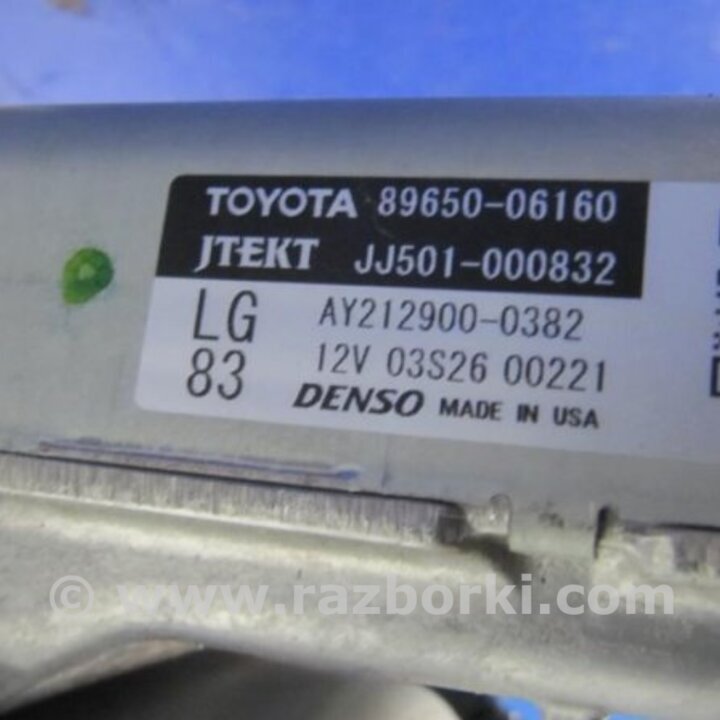 TOYOTA 89650-06160
JTEKT JJ501-000832
LG AY212900-0382
83 12V 03S26 00221
DENSO MADE IN USA
© www.razborki.com